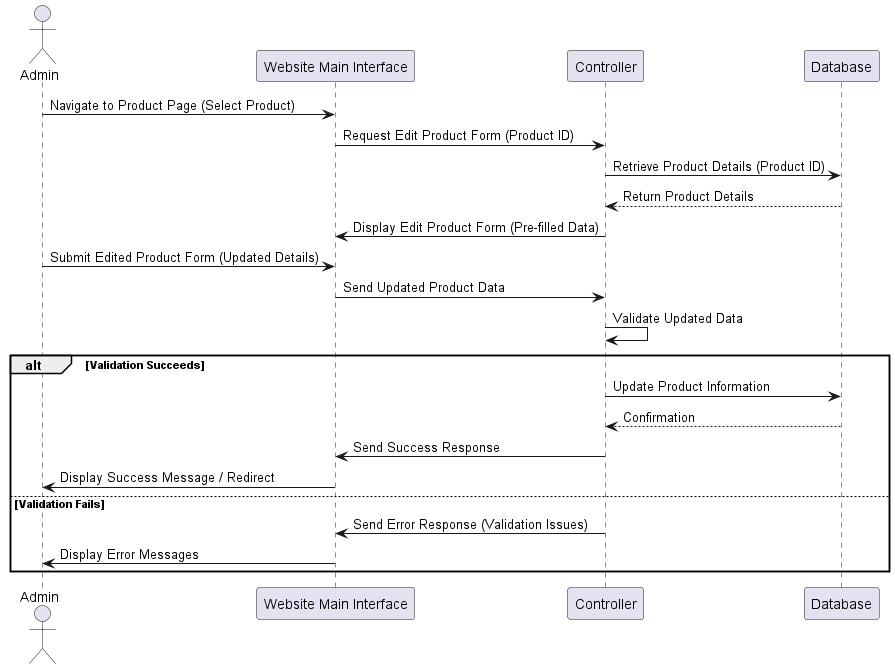 Admin
Website Main Interface
Controller
Database
Navigate to Product Page (Select Product)
Request Edit Product Form (Product ID)
Retrieve Product Details (Product ID)
Return Product Details
Display Edit Product Form (Pre-filled Data)
Submit Edited Product Form (Updated Details)
Send Updated Product Data
Validate Updated Data
alt
[Validation Succeeds]
Update Product Information
Confirmation
Send Success Response
Display Success Message / Redirect
[Validation Fails]
Send Error Response (Validation Issues)
Display Error Messages
Admin
Website Main Interface
Controller
Database